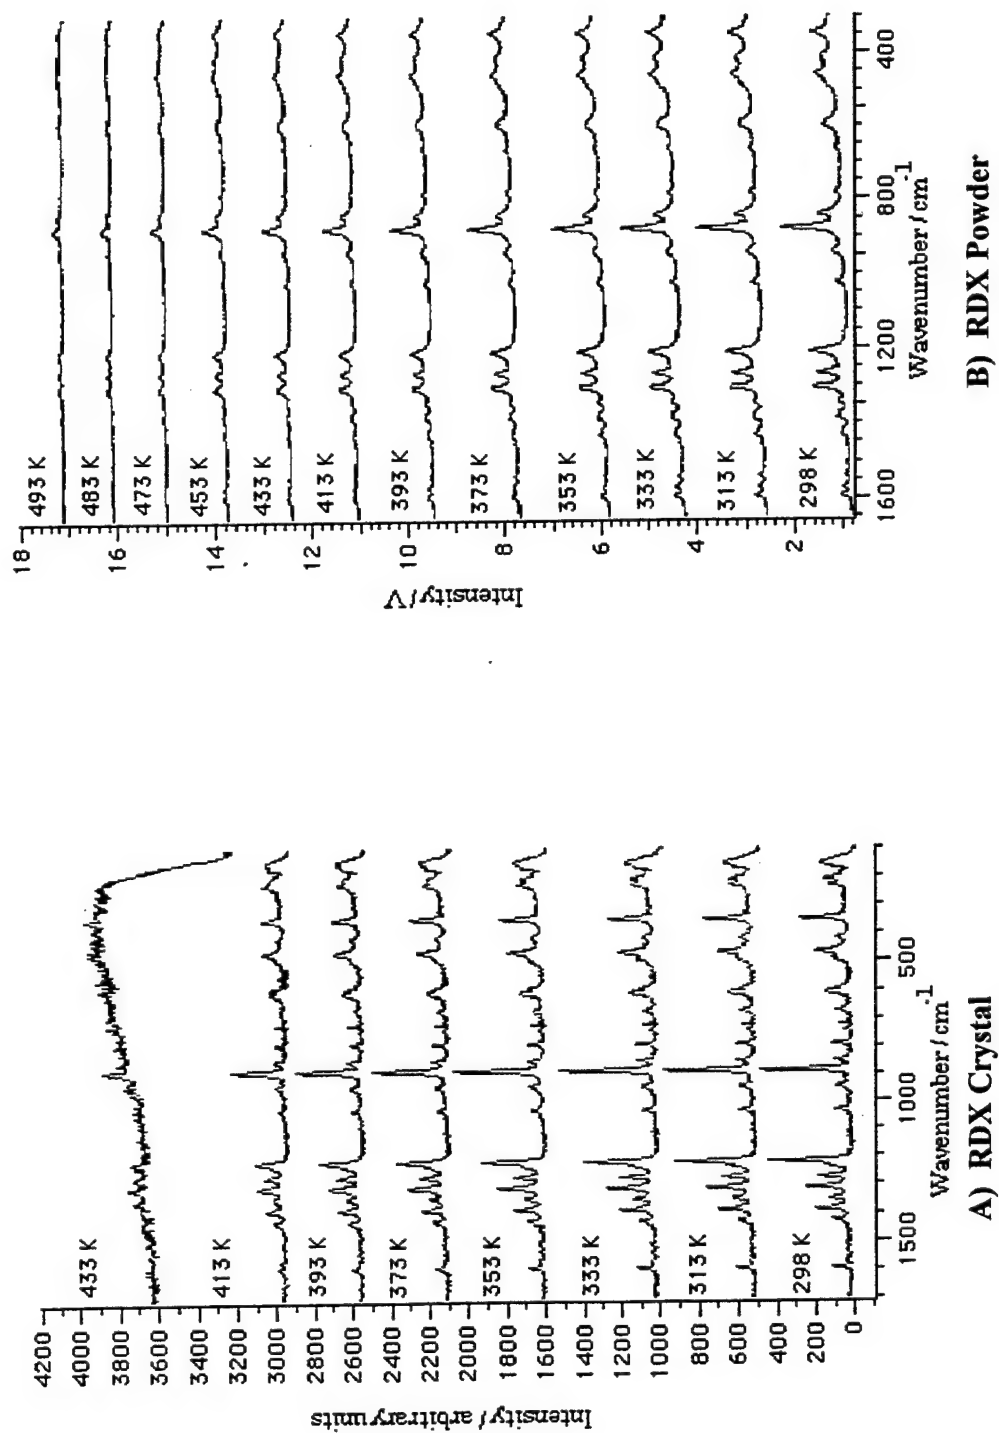 4200
4000
3800
3600
3400
3200
3000
2800
2600
2400
2200
2000
1800
1600
1400
1200
1000
800
600
400
200
0
Intensity / arbitrary units
433 K
413 K
393 K
373 K
353 K
333 K
313 K
298 K
1500
1000
500
Wavenumber / cm-1
A) RDX Crystal
18
16
14
12
10
8
6
4
2
Intensity / V
493 K
483 K
473 K
453 K
433 K
413 K
393 K
373 K
353 K
333 K
313 K
298 K
1600
1200
800
400
Wavenumber / cm-1
B) RDX Powder